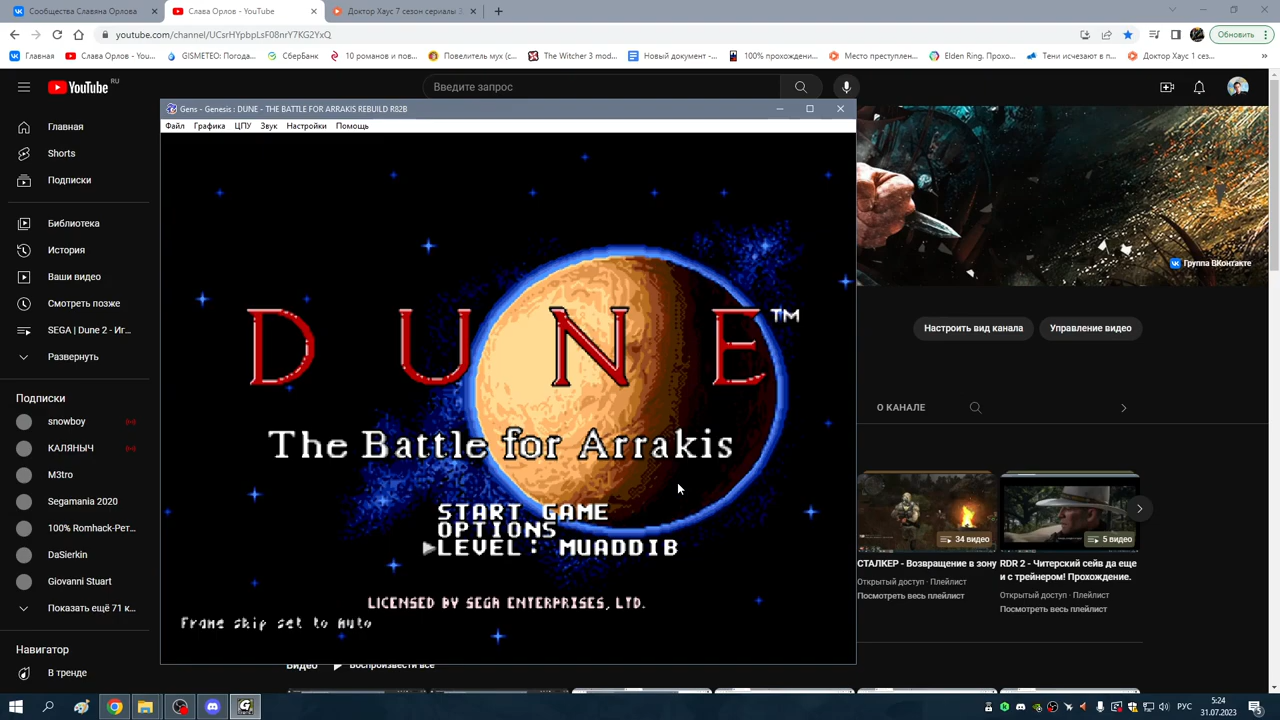 Сообщества Славяна Орлова
Слава Орлов - YouTube
Доктор Хаус 7 сезон сериалы З
youtube.com/channel/UCsrHYpbpLsF08nrY7KG2YxQ
Обновить
Главная
Слава Орлов - You...
GISMETEO: Погода...
СберБанк
10 романов и пов...
Повелитель мух (с...
The Witcher 3 mod...
Новый документ -...
100% прохождени...
Место преступлен...
Elden Ring. Прохо...
Тени исчезают в п...
Доктор Хаус 1 сез...
YouTube RU
Введите запрос
Gens - Genesis : DUNE - THE BATTLE FOR ARRAKIS REBUILD R82B
Файл Графика ЦПУ Звук Настройки Помощь
Главная
Shorts
Подписки
Библиотека
История
Ваши видео
Смотреть позже
SEGA | Dune 2 - Иг...
Развернуть
Подписки
snowboy
КАЛЯНЫЧ
M3tro
Segamania 2020
100% Romhack-Рет...
DaSierkin
Giovanni Stuart
Показать ещё 71 к...
Навигатор
В тренде
DUNE™
The Battle for Arrakis
START GAME
OPTIONS
LEVEL: MUADDIB
LICENSED BY SEGA ENTERPRISES, LTD.
Frame skip set to Auto
Группа ВКонтакте
Настроить вид канала
Управление видео
О КАНАЛЕ
34 видео
5 видео
СТАЛКЕР - Возвращение в зону
Открытый доступ · Плейлист
Посмотреть весь плейлист
RDR 2 - Читерский сейв да еще
и с трейнером! Прохождение.
Открытый доступ · Плейлист
Посмотреть весь плейлист
Видео
Воспроизвести все
РУС
5:24
31.07.2023